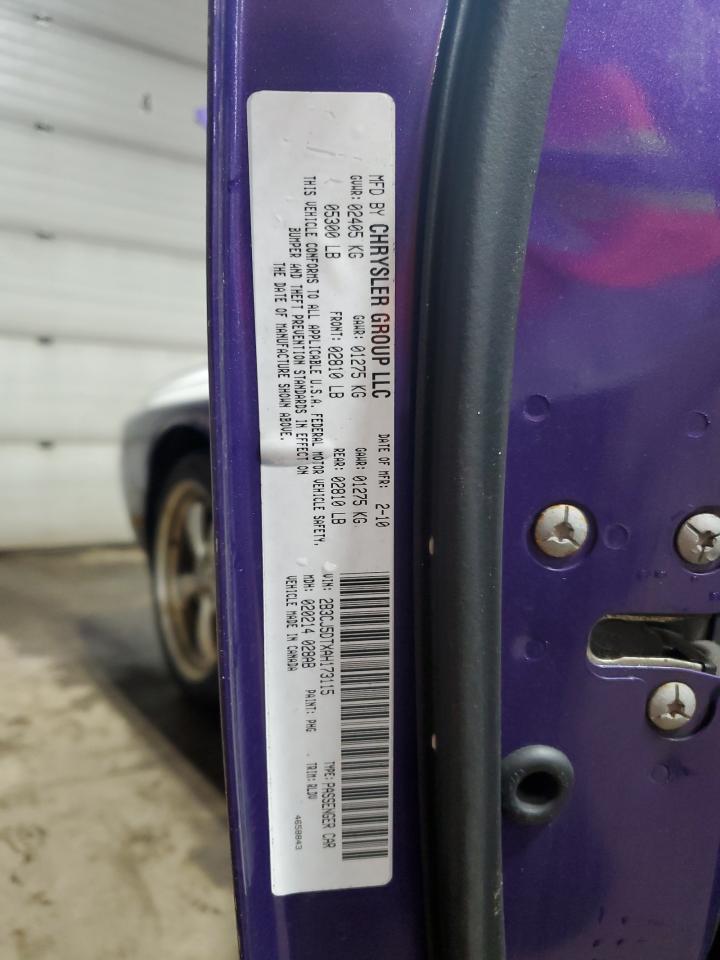 MFD BY CHRYSLER GROUP LLC DATE OF MFR: 2-10
GVWR: 02405 KG GAWR: 01275 KG GAWR: 01275 KG
05300 LB FRONT: 02810 LB REAR: 02810 LB
THIS VEHICLE CONFORMS TO ALL APPLICABLE U.S.A. FEDERAL MOTOR VEHICLE SAFETY,
BUMPER AND THEFT PREVENTION STANDARDS IN EFFECT ON
THE DATE OF MANUFACTURE SHOWN ABOVE.
VIN: 2B3CJ5DTXAH173115 TYPE: PASSENGER CAR
MDH: 020214 028AB PAINT: PHG TRIM: RLDV
VEHICLE MADE IN CANADA
4658843